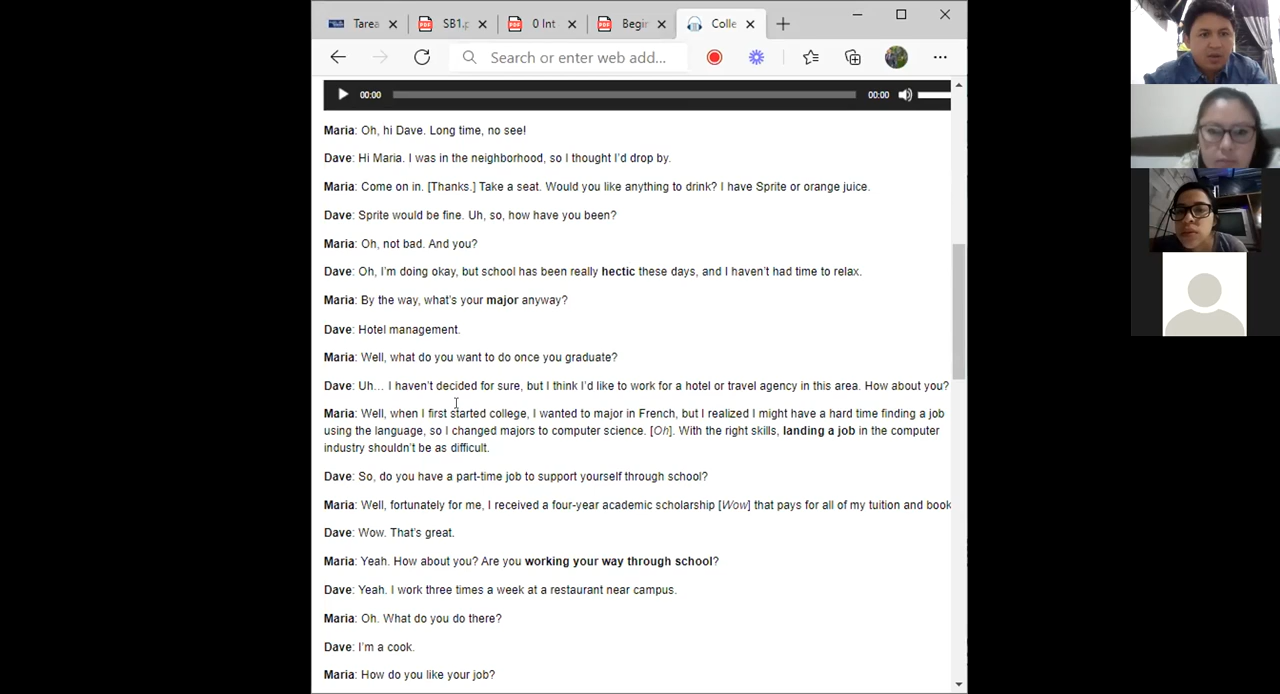 Tarea
SB1.p
0 Int
Begir
Colle
Search or enter web add...
00:00
00:00
Maria: Oh, hi Dave. Long time, no see!
Dave: Hi Maria. I was in the neighborhood, so I thought I'd drop by.
Maria: Come on in. [Thanks.] Take a seat. Would you like anything to drink? I have Sprite or orange juice.
Dave: Sprite would be fine. Uh, so, how have you been?
Maria: Oh, not bad. And you?
Dave: Oh, I'm doing okay, but school has been really hectic these days, and I haven't had time to relax.
Maria: By the way, what's your major anyway?
Dave: Hotel management.
Maria: Well, what do you want to do once you graduate?
Dave: Uh… I haven't decided for sure, but I think I'd like to work for a hotel or travel agency in this area. How about you?
Maria: Well, when I first started college, I wanted to major in French, but I realized I might have a hard time finding a job
using the language, so I changed majors to computer science. [Oh]. With the right skills, landing a job in the computer
industry shouldn't be as difficult.
Dave: So, do you have a part-time job to support yourself through school?
Maria: Well, fortunately for me, I received a four-year academic scholarship [Wow] that pays for all of my tuition and book
Dave: Wow. That's great.
Maria: Yeah. How about you? Are you working your way through school?
Dave: Yeah. I work three times a week at a restaurant near campus.
Maria: Oh. What do you do there?
Dave: I'm a cook.
Maria: How do you like your job?